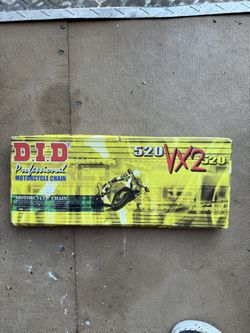 D.I.D
520 VX2 520
Professional
MOTORCYCLE CHAIN
MOTORCYCLE CHAIN